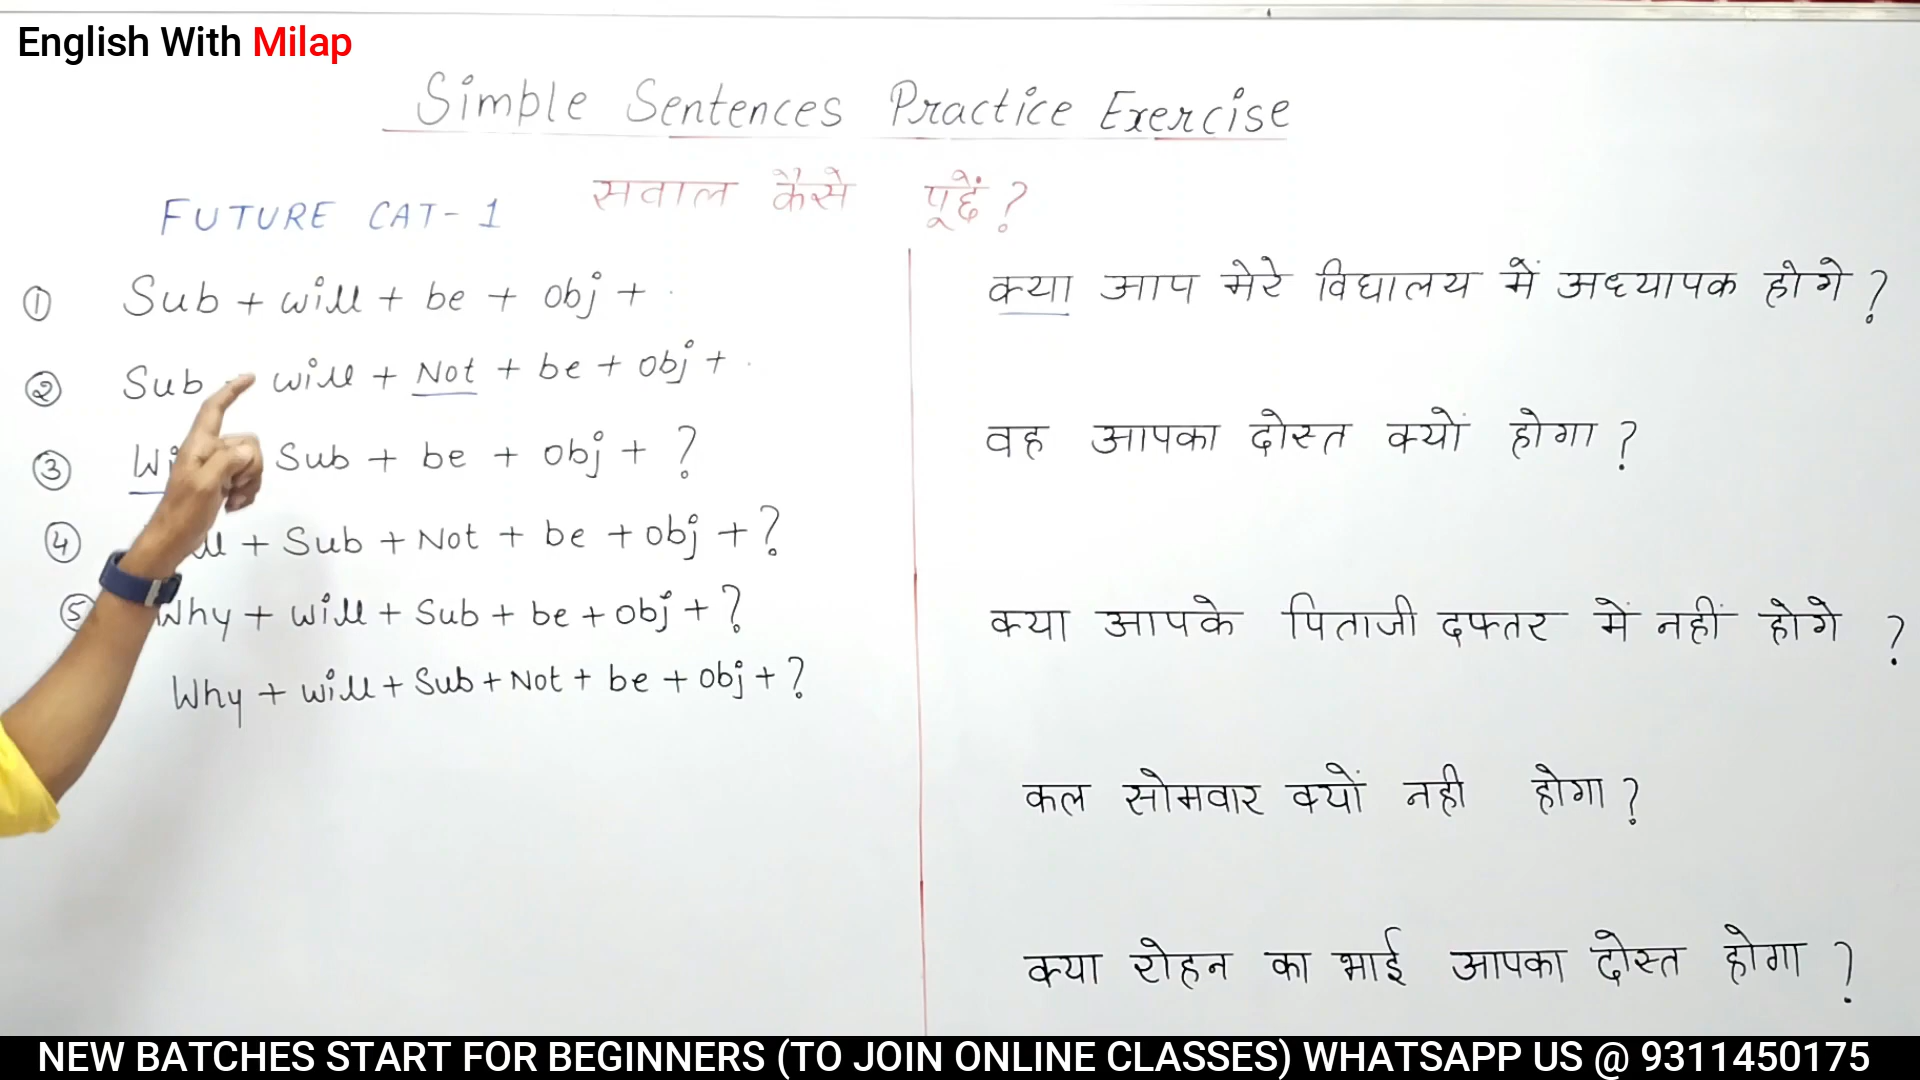 English With Milap
Simple Sentences Practice Exercise
सवाल कैसे पूछें ?
FUTURE CAT-1
① Sub + will + be + obj +
② Sub will + Not + be + obj +
③ Sub + be + obj + ?
④ + Sub + Not + be + obj + ?
⑤ Why + will + Sub + be + obj + ?
Why + will + Sub + Not + be + obj + ?
क्या आप मेरे विद्यालय में अध्यापक होगे ?
वह आपका दोस्त क्यों होगा ?
क्या आपके पिताजी दफ्तर में नहीं होगे ?
कल सोमवार क्यों नही होगा ?
क्या रोहन का भाई आपका दोस्त होगा ?
NEW BATCHES START FOR BEGINNERS (TO JOIN ONLINE CLASSES) WHATSAPP US @ 9311450175